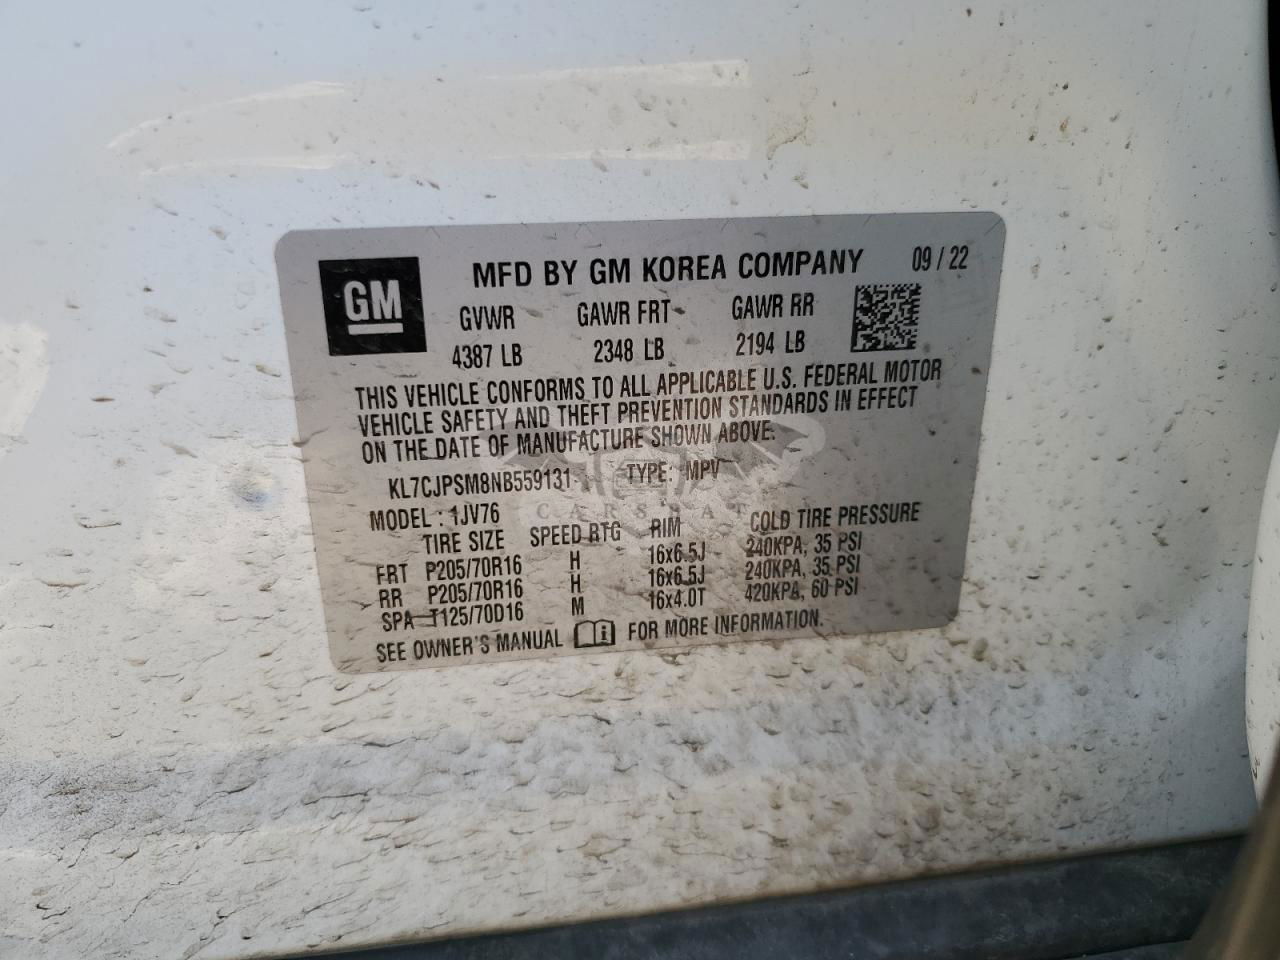 GM
MFD BY GM KOREA COMPANY 09 / 22
GVWR GAWR FRT GAWR RR
4387 LB 2348 LB 2194 LB
THIS VEHICLE CONFORMS TO ALL APPLICABLE U.S. FEDERAL MOTOR
VEHICLE SAFETY AND THEFT PREVENTION STANDARDS IN EFFECT
ON THE DATE OF MANUFACTURE SHOWN ABOVE.
KL7CJPSM8NB559131 TYPE: MPV
CARSBAT
MODEL : 1JV76
TIRE SIZE SPEED RTG RIM COLD TIRE PRESSURE
FRT P205/70R16 H 16x6.5J 240KPA, 35 PSI
RR P205/70R16 H 16x6.5J 240KPA, 35 PSI
SPA T125/70D16 M 16x4.0T 420KPA, 60 PSI
SEE OWNER'S MANUAL FOR MORE INFORMATION.